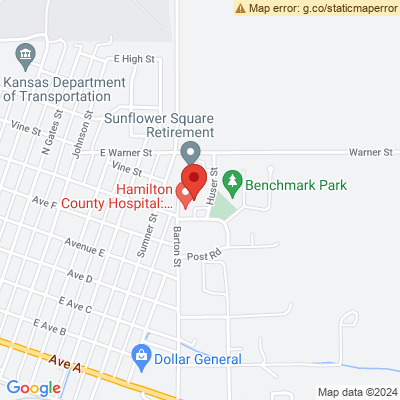 Map error: g.co/staticmaperror
E High St
Kansas Department
of Transportation
N Gates St
Johnson St
Vine St
Sunflower Square
Retirement
E Warner St
Warner St
Vine St
Hamilton
County Hospital:...
Huser St
Benchmark Park
Ave F
Sumner St
Barton St
Avenue E
Post Rd
Ave D
E Ave C
E Ave B
Ave A
Dollar General
Google
Map data ©2024